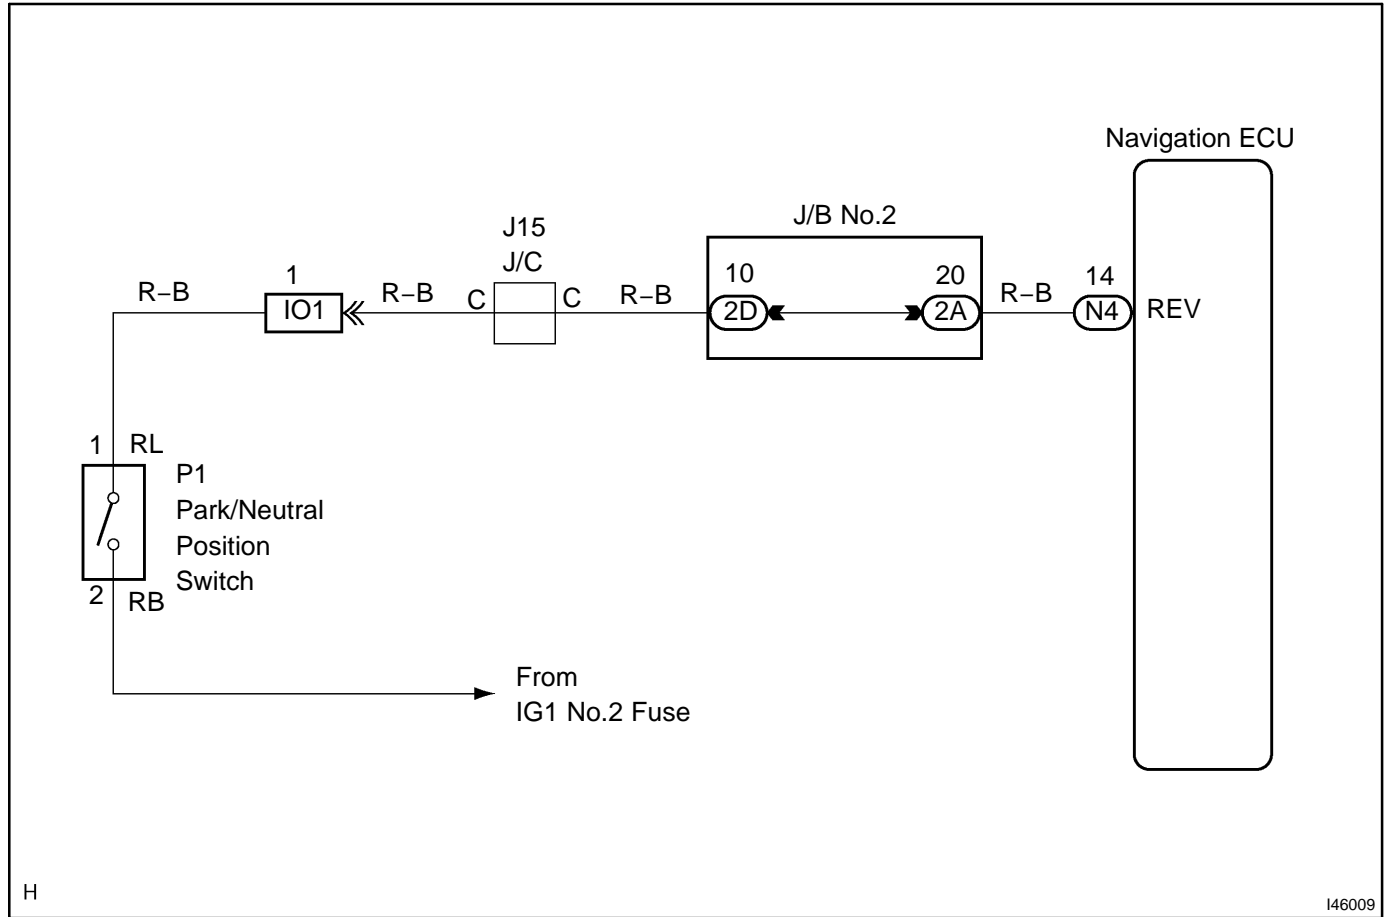 Navigation ECU
J15
J/C
J/B No.2
R−B
1
IO1
R−B
C
C
R−B
10
2D
20
2A
R−B
14
N4
REV
1
RL
P1
Park/Neutral
Position
Switch
2
RB
From
IG1 No.2 Fuse
H
I46009